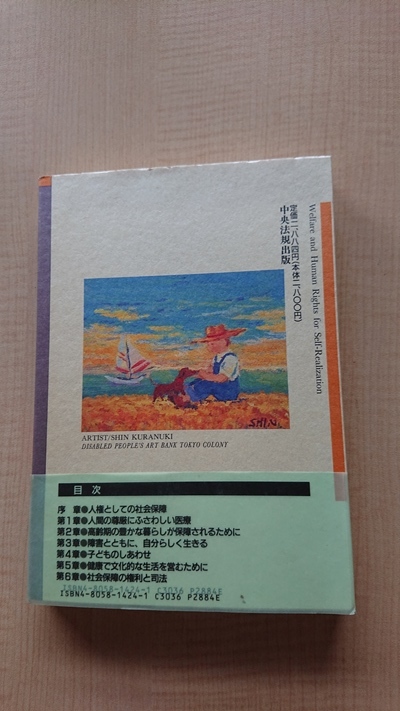 Welfare and Human Rights for Self-Realization
定価二、八八四円(本体二、八〇〇円)
中央法規出版
SHIN.
ARTIST/SHIN KURANUKI
DISABLED PEOPLE'S ART BANK TOKYO COLONY
目次
序 章●人権としての社会保障
第1章●人間の尊厳にふさわしい医療
第2章●高齢期の豊かな暮らしが保障されるために
第3章●障害とともに、自分らしく生きる
第4章●子どものしあわせ
第5章●健康で文化的な生活を営むために
第6章●社会保障の権利と司法
ISBN4-8058-1424-1 C3036 P2884E
ISBN4-8058-1424-1 C3036 P2884E